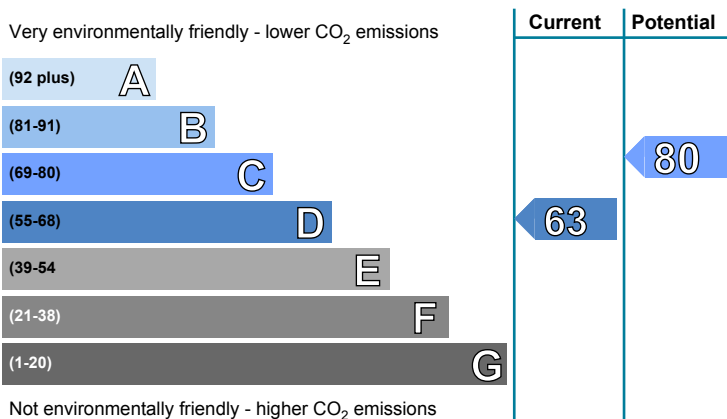 Very environmentally friendly - lower CO2 emissions
Current
Potential
(92 plus) A
(81-91) B
(69-80) C
80
(55-68) D
63
(39-54 E
(21-38) F
(1-20) G
Not environmentally friendly - higher CO2 emissions